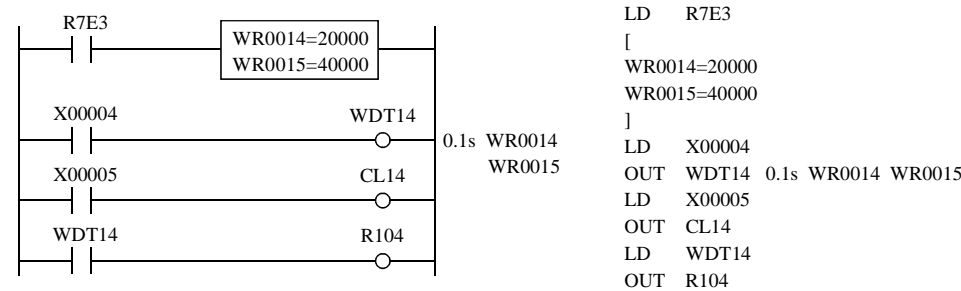 R7E3
WR0014=20000
WR0015=40000
X00004
WDT14
0.1s WR0014
WR0015
X00005
CL14
WDT14
R104
LD R7E3
[
WR0014=20000
WR0015=40000
]
LD X00004
OUT WDT14 0.1s WR0014 WR0015
LD X00005
OUT CL14
LD WDT14
OUT R104